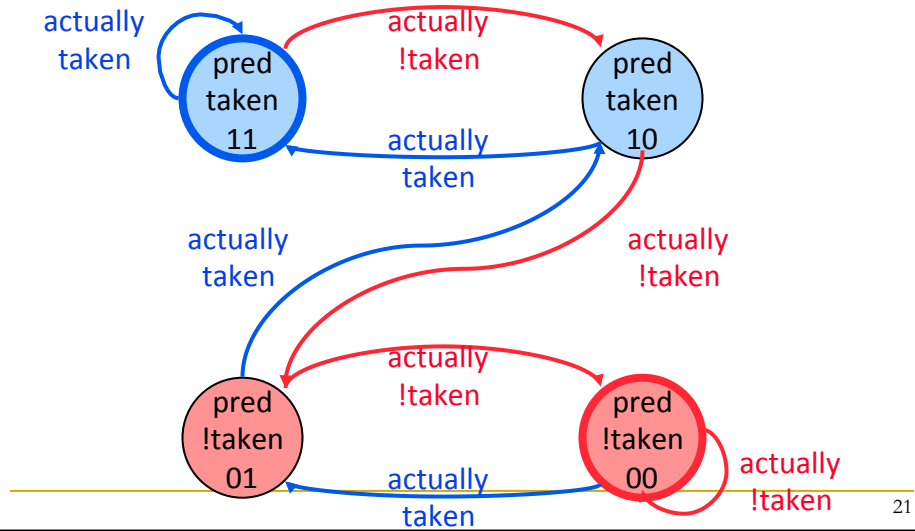 actually
taken
pred
taken
11
actually
!taken
pred
taken
10
actually
taken
actually
taken
actually
!taken
actually
!taken
pred
!taken
01
pred
!taken
00
actually
taken
actually
!taken
21